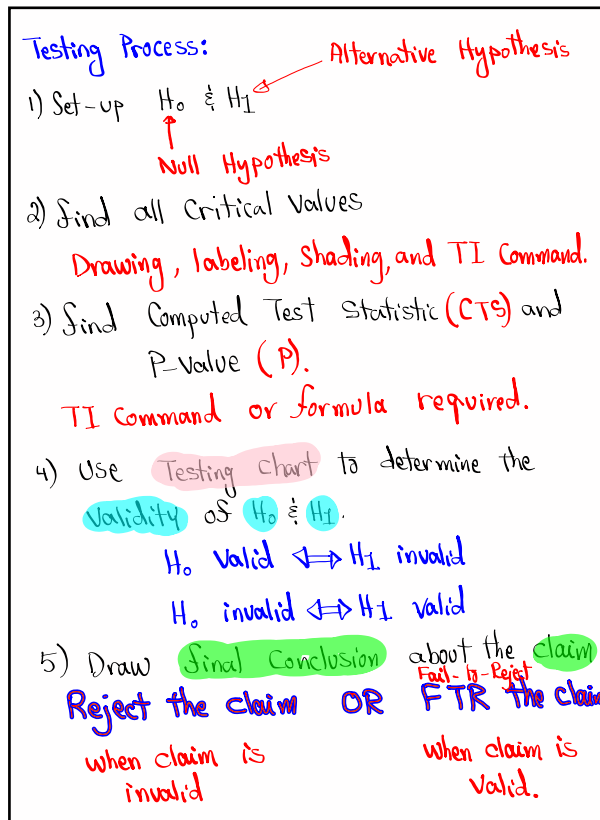 Testing Process:
Alternative Hypothesis
1) Set-up H₀ & H1
Null Hypothesis
2) find all Critical Values
Drawing, labeling, Shading, and TI Command.
3) find Computed Test Statistic (CTS) and
P-Value (P).
TI Command or formula required.
4) Use Testing Chart to determine the
Validity of H₀ & H1.
H₀ Valid ⇔ H1 invalid
H₀ invalid ⇔ H1 valid
5) Draw final Conclusion about the claim
Fail-to-Reject
Reject the claim OR FTR the claim
when claim is invalid
when claim is Valid.